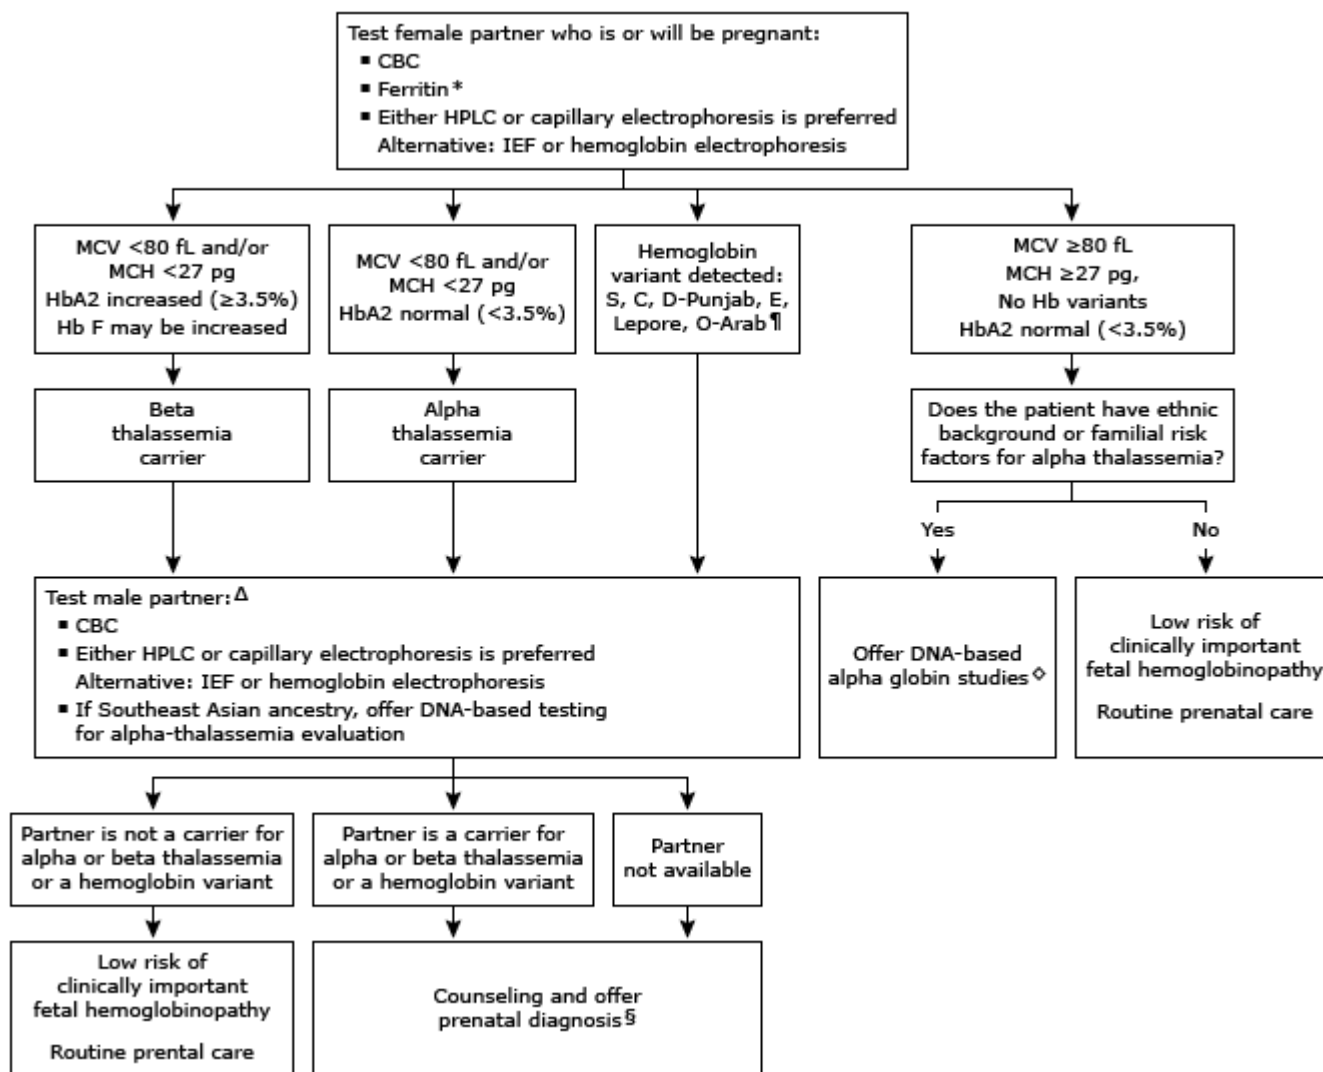 Test female partner who is or will be pregnant:
▪ CBC
▪ Ferritin*
▪ Either HPLC or capillary electrophoresis is preferred
Alternative: IEF or hemoglobin electrophoresis
MCV <80 fL and/or
MCH <27 pg
HbA2 increased (≥3.5%)
Hb F may be increased
MCV <80 fL and/or
MCH <27 pg
HbA2 normal (<3.5%)
Hemoglobin
variant detected:
S, C, D-Punjab, E,
Lepore, O-Arab¶
MCV ≥80 fL
MCH ≥27 pg,
No Hb variants
HbA2 normal (<3.5%)
Beta
thalassemia
carrier
Alpha
thalassemia
carrier
Does the patient have ethnic
background or familial risk
factors for alpha thalassemia?
Yes
No
Test male partner:Δ
▪ CBC
▪ Either HPLC or capillary electrophoresis is preferred
Alternative: IEF or hemoglobin electrophoresis
▪ If Southeast Asian ancestry, offer DNA-based testing
for alpha-thalassemia evaluation
Offer DNA-based
alpha globin studies◇
Low risk of
clinically important
fetal hemoglobinopathy
Routine prenatal care
Partner is not a carrier for
alpha or beta thalassemia
or a hemoglobin variant
Partner is a carrier for
alpha or beta thalassemia
or a hemoglobin variant
Partner
not available
Low risk of
clinically important
fetal hemoglobinopathy
Routine prental care
Counseling and offer
prenatal diagnosis§